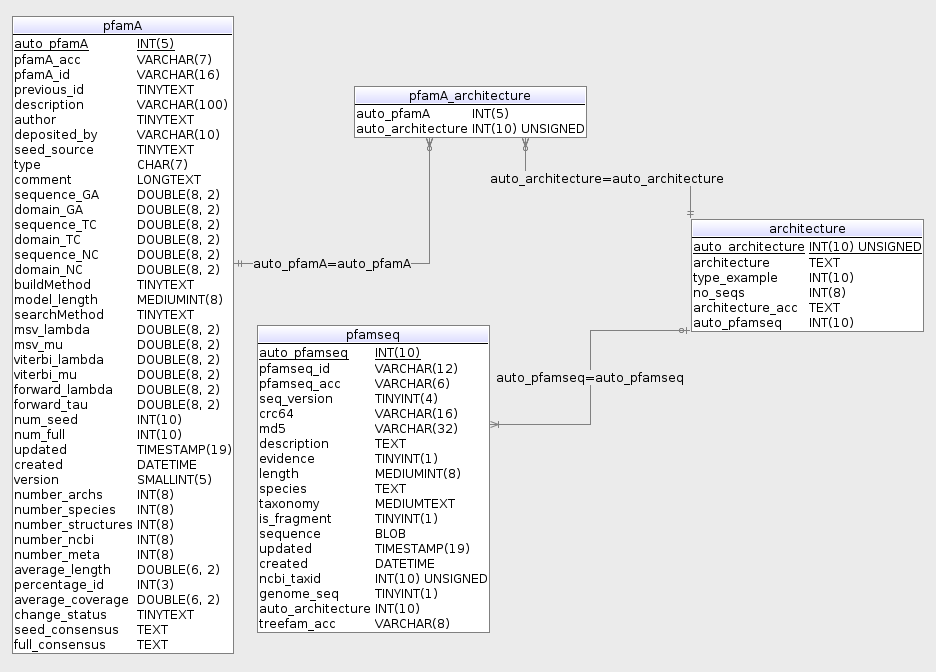 pfamA
auto_pfamA INT(5)
pfamA_acc VARCHAR(7)
pfamA_id VARCHAR(16)
previous_id TINYTEXT
description VARCHAR(100)
author TINYTEXT
deposited_by VARCHAR(10)
seed_source TINYTEXT
type CHAR(7)
comment LONGTEXT
sequence_GA DOUBLE(8, 2)
domain_GA DOUBLE(8, 2)
sequence_TC DOUBLE(8, 2)
domain_TC DOUBLE(8, 2)
sequence_NC DOUBLE(8, 2)
domain_NC DOUBLE(8, 2)
buildMethod TINYTEXT
model_length MEDIUMINT(8)
searchMethod TINYTEXT
msv_lambda DOUBLE(8, 2)
msv_mu DOUBLE(8, 2)
viterbi_lambda DOUBLE(8, 2)
viterbi_mu DOUBLE(8, 2)
forward_lambda DOUBLE(8, 2)
forward_tau DOUBLE(8, 2)
num_seed INT(10)
num_full INT(10)
updated TIMESTAMP(19)
created DATETIME
version SMALLINT(5)
number_archs INT(8)
number_species INT(8)
number_structures INT(8)
number_ncbi INT(8)
number_meta INT(8)
average_length DOUBLE(6, 2)
percentage_id INT(3)
average_coverage DOUBLE(6, 2)
change_status TINYTEXT
seed_consensus TEXT
full_consensus TEXT
pfamA_architecture
auto_pfamA INT(5)
auto_architecture INT(10) UNSIGNED
auto_architecture=auto_architecture
auto_pfamA=auto_pfamA
architecture
auto_architecture INT(10) UNSIGNED
architecture TEXT
type_example INT(10)
no_seqs INT(8)
architecture_acc TEXT
auto_pfamseq INT(10)
auto_pfamseq=auto_pfamseq
pfamseq
auto_pfamseq INT(10)
pfamseq_id VARCHAR(12)
pfamseq_acc VARCHAR(6)
seq_version TINYINT(4)
crc64 VARCHAR(16)
md5 VARCHAR(32)
description TEXT
evidence TINYINT(1)
length MEDIUMINT(8)
species TEXT
taxonomy MEDIUMTEXT
is_fragment TINYINT(1)
sequence BLOB
updated TIMESTAMP(19)
created DATETIME
ncbi_taxid INT(10) UNSIGNED
genome_seq TINYINT(1)
auto_architecture INT(10)
treefam_acc VARCHAR(8)